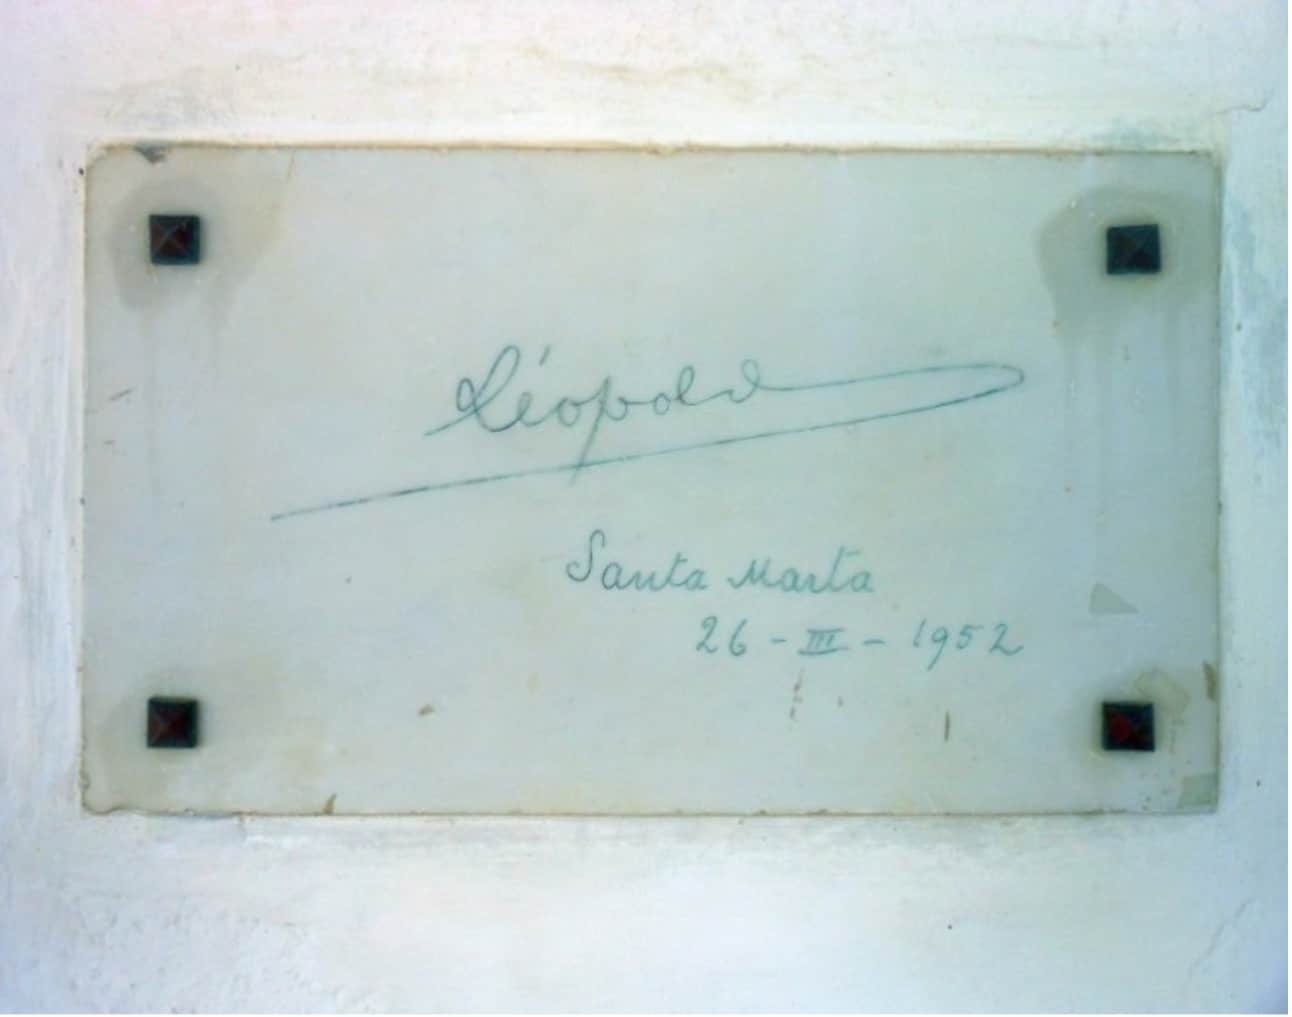 Léopold
Santa Marta
26 - III - 1952